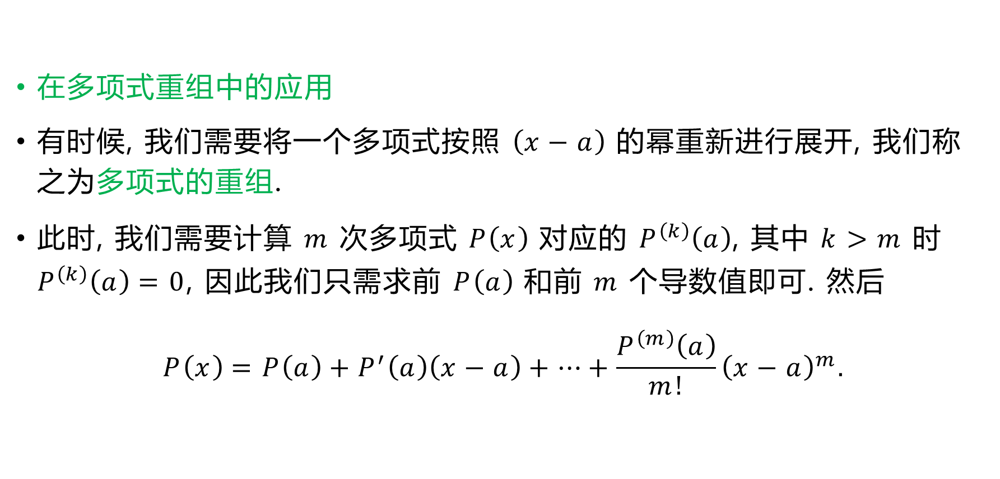 • 在多项式重组中的应用
• 有时候, 我们需要将一个多项式按照 (x − a) 的幂重新进行展开, 我们称
之为多项式的重组.
• 此时, 我们需要计算 m 次多项式 P(x) 对应的 P^{(k)}(a), 其中 k > m 时
P^{(k)}(a) = 0, 因此我们只需求前 P(a) 和前 m 个导数值即可. 然后
P(x) = P(a) + P′(a)(x − a) + ⋯ + \frac{P^{(m)}(a)}{m!}(x − a)^m.